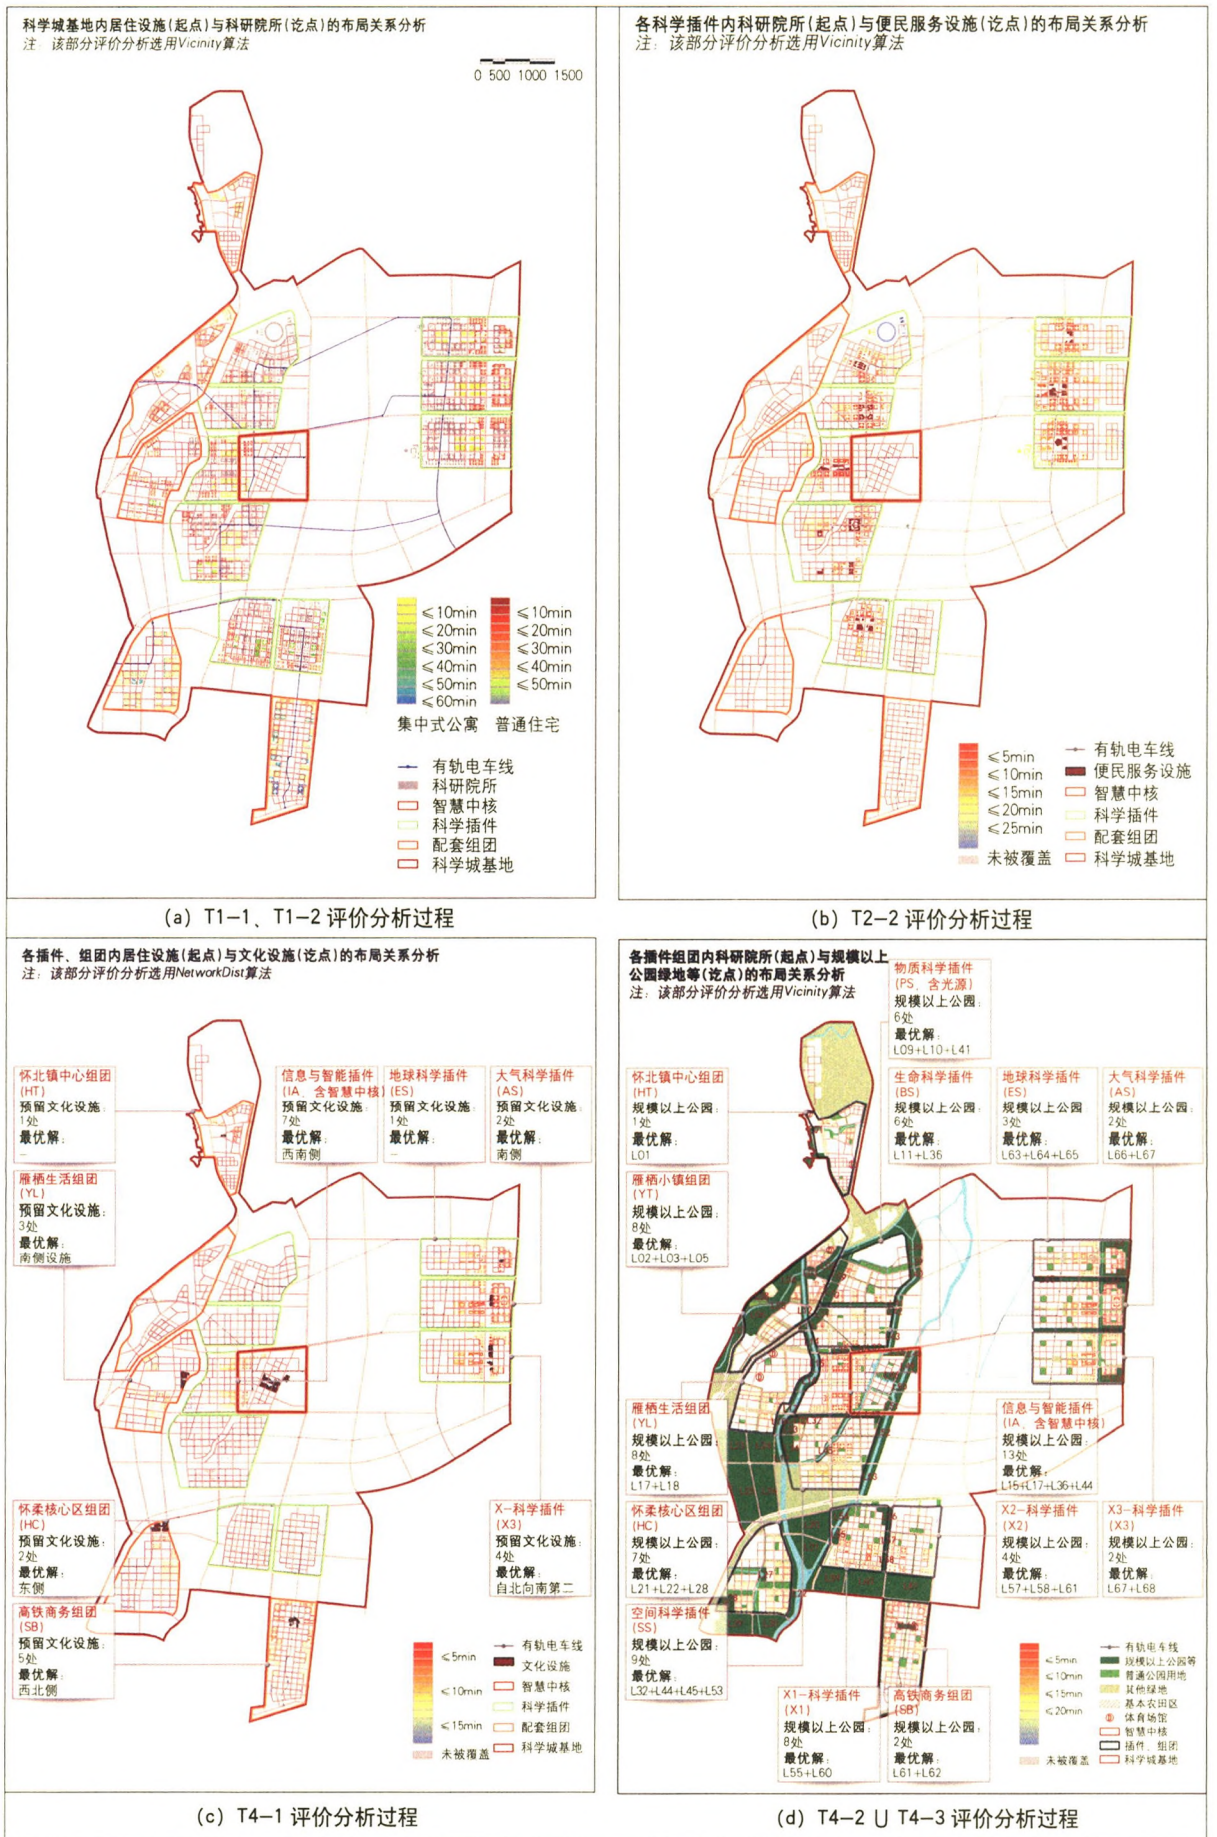 科学城基地内居住设施(起点)与科研院所(讫点)的布局关系分析
注：该部分评价分析选用Vicinity算法
0 500 1000 1500
≤10min
≤20min
≤30min
≤40min
≤50min
≤60min
集中式公寓
≤10min
≤20min
≤30min
≤40min
≤50min
普通住宅
有轨电车线
科研院所
智慧中核
科学插件
配套组团
科学城基地
(a) T1-1、T1-2 评价分析过程
各科学插件内科研院所(起点)与便民服务设施(讫点)的布局关系分析
注：该部分评价分析选用Vicinity算法
≤5min
≤10min
≤15min
≤20min
≤25min
未被覆盖
有轨电车线
便民服务设施
智慧中核
科学插件
配套组团
科学城基地
(b) T2-2 评价分析过程
各插件、组团内居住设施(起点)与文化设施(讫点)的布局关系分析
注：该部分评价分析选用NetworkDist算法
怀北镇中心组团
(HT)
预留文化设施：
1处
最优解：
—
信息与智能插件
(IA、含智慧中核)
预留文化设施：
7处
最优解：
西南侧
地球科学插件
(ES)
预留文化设施：
1处
最优解：
—
大气科学插件
(AS)
预留文化设施：
2处
最优解：
南侧
雁栖生活组团
(YL)
预留文化设施：
3处
最优解：
南侧设施
怀柔核心区组团
(HC)
预留文化设施：
2处
最优解：
东侧
X—科学插件
(X3)
预留文化设施：
4处
最优解：
自北向南第二
高铁商务组团
(SB)
预留文化设施：
5处
最优解：
西北侧
≤5min
≤10min
≤15min
未被覆盖
有轨电车线
文化设施
智慧中核
科学插件
配套组团
科学城基地
(c) T4-1 评价分析过程
各插件组团内科研院所(起点)与规模以上
公园绿地等(讫点)的布局关系分析
注：该部分评价分析选用Vicinity算法
物质科学插件
(PS、含光源)
规模以上公园：
6处
最优解：
L09+L10+L41
怀北镇中心组团
(HT)
规模以上公园：
1处
最优解：
L01
生命科学插件
(BS)
规模以上公园：
6处
最优解：
L11+L36
地球科学插件
(ES)
规模以上公园：
3处
最优解：
L63+L64+L65
大气科学插件
(AS)
规模以上公园：
2处
最优解：
L66+L67
雁栖小镇组团
(YT)
规模以上公园：
8处
最优解：
L02+L03+L05
雁栖生活组团
(YL)
规模以上公园：
8处
最优解：
L17+L18
信息与智能插件
(IA、含智慧中核)
规模以上公园：
13处
最优解：
L15+L17+L36+L44
怀柔核心区组团
(HC)
规模以上公园：
7处
最优解：
L21+L22+L28
X2-科学插件
(X2)
规模以上公园：
4处
最优解：
L57+L58+L61
X3-科学插件
(X3)
规模以上公园：
2处
最优解：
L67+L68
空间科学插件
(SS)
规模以上公园：
9处
最优解：
L32+L44+L45+L53
X1-科学插件
(X1)
规模以上公园：
8处
最优解：
L55+L60
高铁商务组团
(SB)
规模以上公园：
2处
最优解：
L61+L62
≤5min
≤10min
≤15min
≤20min
未被覆盖
有轨电车线
规模以上公园等
普通公园用地
其他绿地
基本农田区
体育场馆
智慧中核
插件、组团
科学城基地
(d) T4-2 ∪ T4-3 评价分析过程